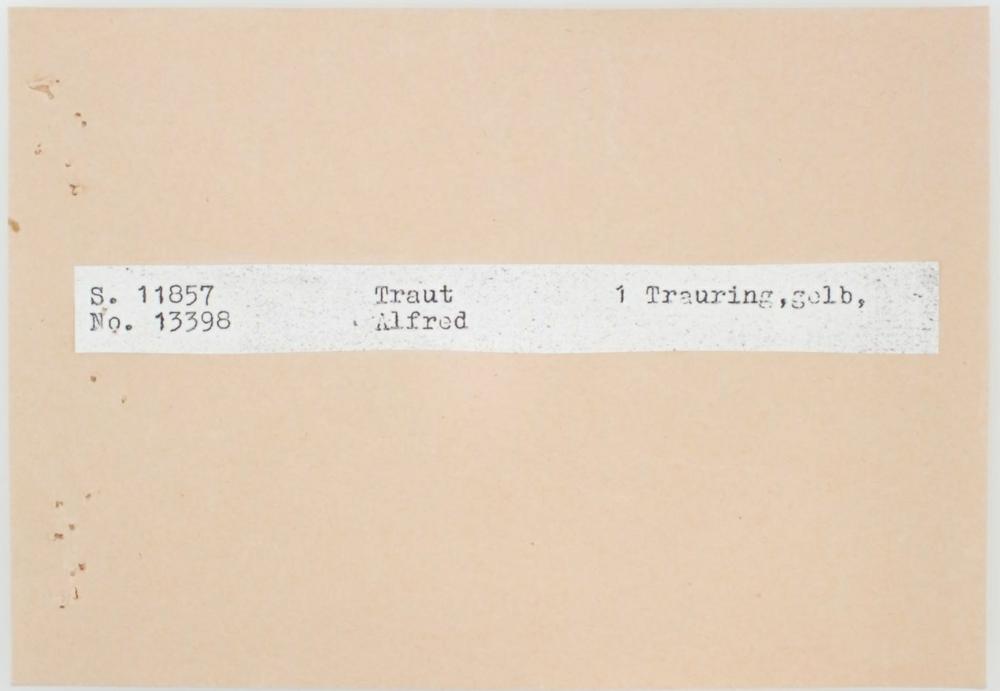 S. 11857 Traut 1 Trauring,gelb,
No. 13398 Alfred